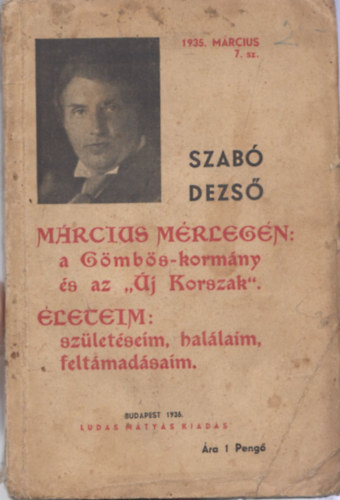 1935. MÁRCIUS
7. sz.
SZABÓ
DEZSŐ
MÁRCIUS MÉRLEGÉN:
a Gömbös-kormány
és az „Új Korszak".
ÉLETEIM:
születéseim, halálaim,
feltámadásaim.
BUDAPEST 1935.
LUDAS MÁTYÁS KIADÁS
Ára 1 Pengő